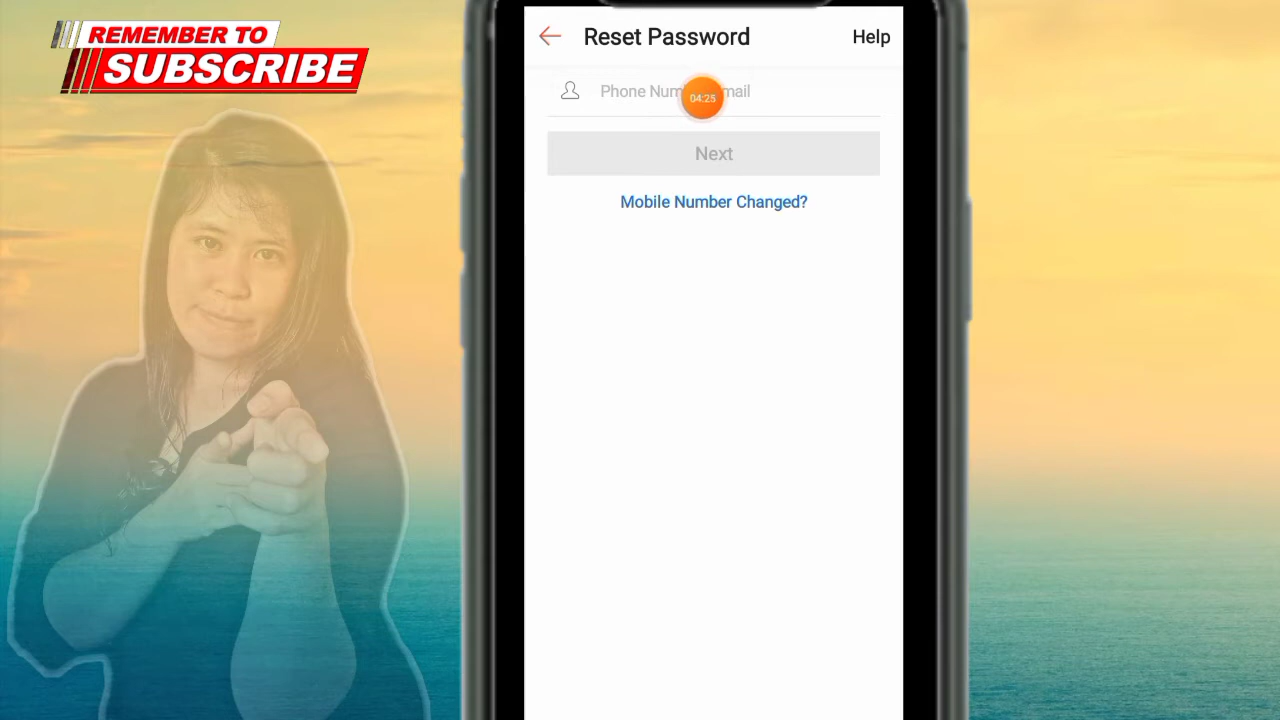 REMEMBER TO
SUBSCRIBE
Reset Password
Help
Phone Num mail
04:25
Next
Mobile Number Changed?